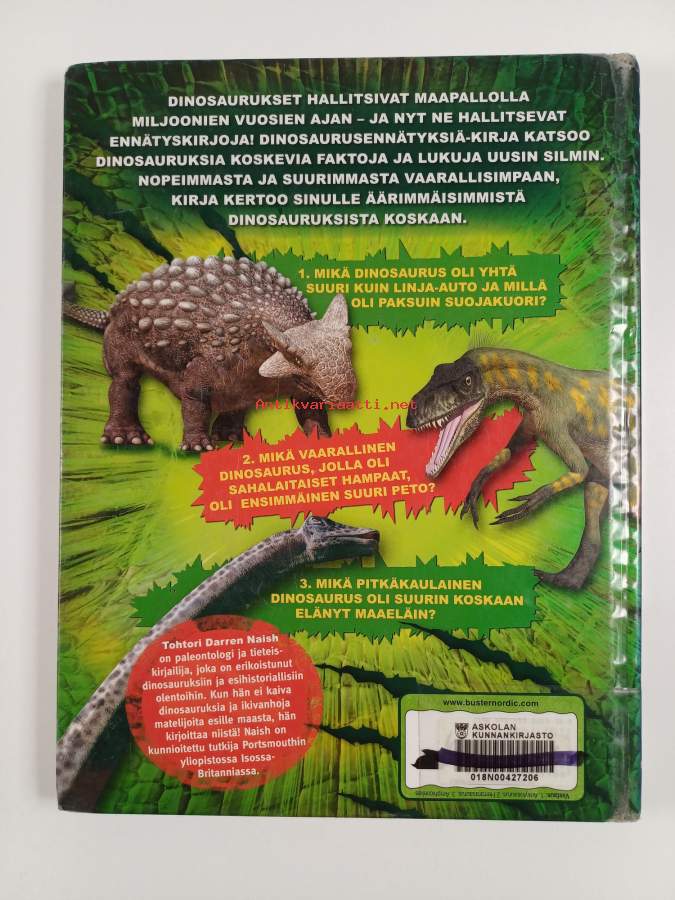 DINOSAURUKSET HALLITSIVAT MAAPALLOLLA
MILJOONIEN VUOSIEN AJAN – JA NYT NE HALLITSEVAT
ENNÄTYSKIRJOJA! DINOSAURUSENNÄTYKSIÄ-KIRJA KATSOO
DINOSAURUKSIA KOSKEVIA FAKTOJA JA LUKUJA UUSIN SILMIN.
NOPEIMMASTA JA SUURIMMASTA VAARALLISIMPAAN,
KIRJA KERTOO SINULLE ÄÄRIMMÄISIMMISTÄ
DINOSAURUKSISTA KOSKAAN.
1. MIKÄ DINOSAURUS OLI YHTÄ
SUURI KUIN LINJA-AUTO JA MILLÄ
OLI PAKSUIN SUOJAKUORI?
Antikvariaatti.net
2. MIKÄ VAARALLINEN
DINOSAURUS, JOLLA OLI
SAHALAITAISET HAMPAAT,
OLI ENSIMMÄINEN SUURI PETO?
3. MIKÄ PITKÄKAULAINEN
DINOSAURUS OLI SUURIN KOSKAAN
ELÄNYT MAAELÄIN?
Tohtori Darren Naish
on paleontologi ja tieteis-
kirjailija, joka on erikoistunut
dinosauruksiin ja esihistoriallisiin
olentoihin. Kun hän ei kaiva
dinosauruksia ja ikivanhoja
matelijoita esille maasta, hän
kirjoittaa niistä! Naish on
kunnioitettu tutkija Portsmouthin
yliopistossa Isossa-
Britanniassa.
www.busternordic.com
ASKOLAN
KUNNANKIRJASTO
018N00427206